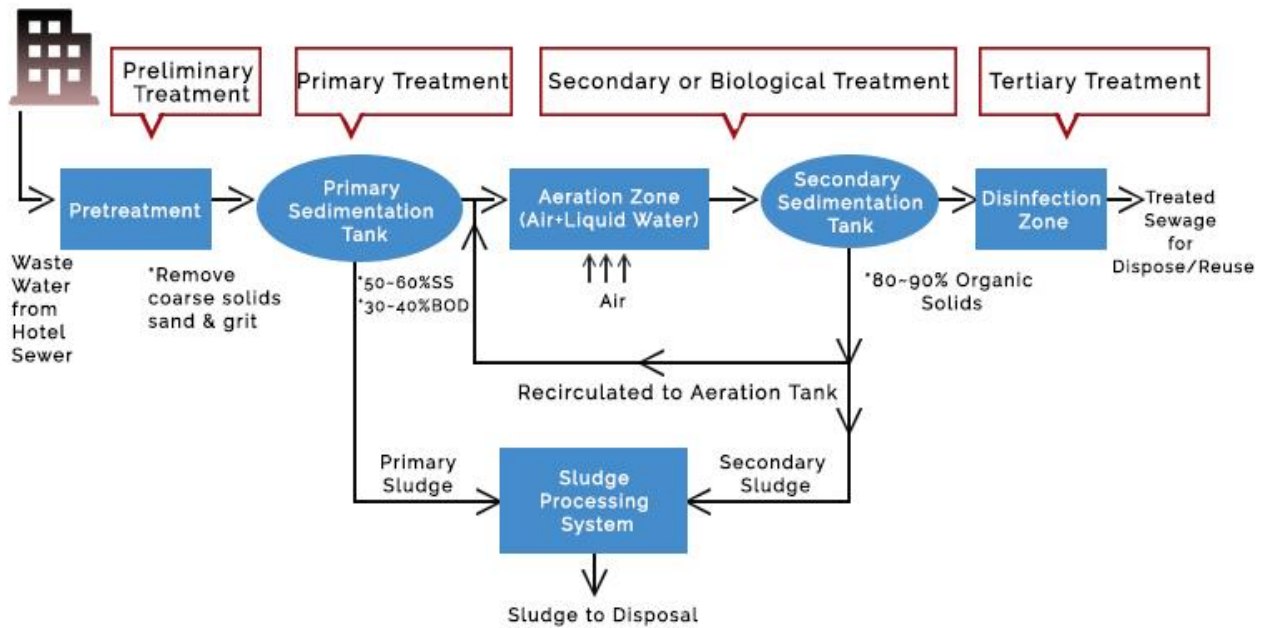 Preliminary
Treatment
Primary Treatment
Secondary or Biological Treatment
Tertiary Treatment
Pretreatment
Primary
Sedimentation
Tank
Aeration Zone
(Air+Liquid Water)
Secondary
Sedimentation
Tank
Disinfection
Zone
Treated
Sewage
for
Dispose/Reuse
Waste
Water
from
Hotel
Sewer
*Remove
coarse solids
sand & grit
*50~60%SS
*30~40%BOD
Air
*80~90% Organic
Solids
Recirculated to Aeration Tank
Primary
Sludge
Sludge
Processing
System
Secondary
Sludge
Sludge to Disposal